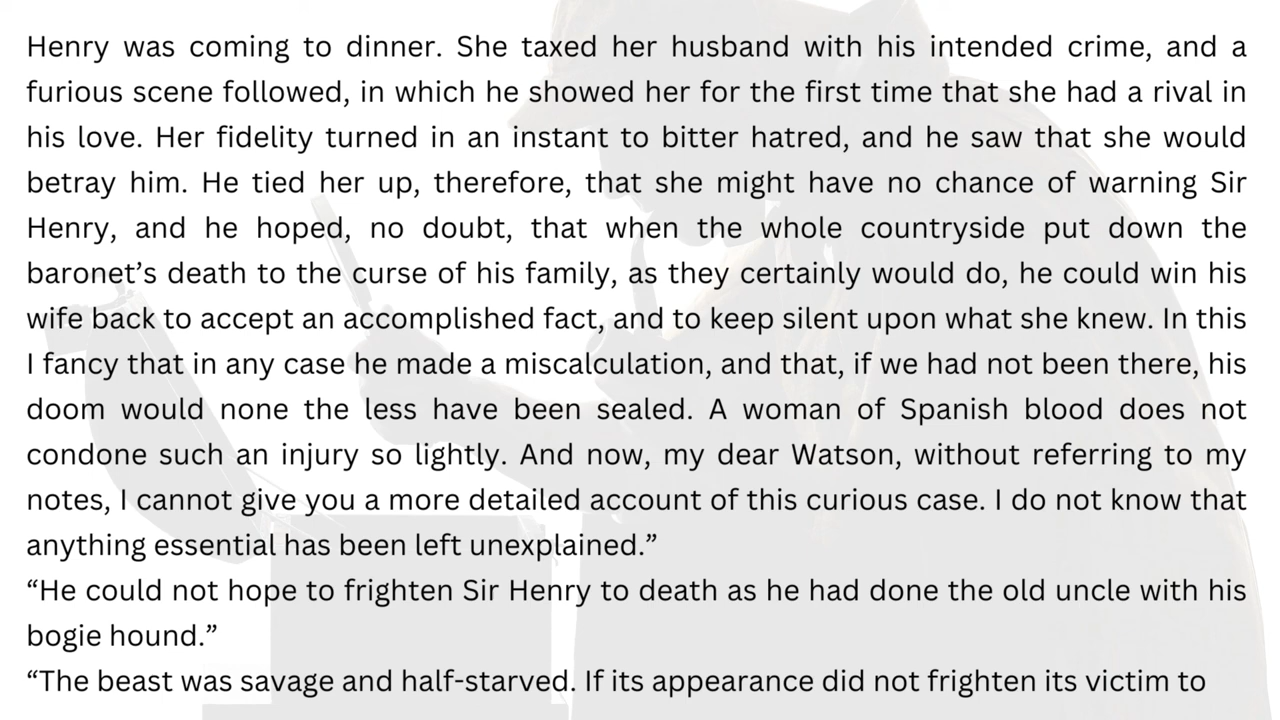 Henry was coming to dinner. She taxed her husband with his intended crime, and a
furious scene followed, in which he showed her for the first time that she had a rival in
his love. Her fidelity turned in an instant to bitter hatred, and he saw that she would
betray him. He tied her up, therefore, that she might have no chance of warning Sir
Henry, and he hoped, no doubt, that when the whole countryside put down the
baronet’s death to the curse of his family, as they certainly would do, he could win his
wife back to accept an accomplished fact, and to keep silent upon what she knew. In this
I fancy that in any case he made a miscalculation, and that, if we had not been there, his
doom would none the less have been sealed. A woman of Spanish blood does not
condone such an injury so lightly. And now, my dear Watson, without referring to my
notes, I cannot give you a more detailed account of this curious case. I do not know that
anything essential has been left unexplained.”
“He could not hope to frighten Sir Henry to death as he had done the old uncle with his
bogie hound.”
“The beast was savage and half-starved. If its appearance did not frighten its victim to